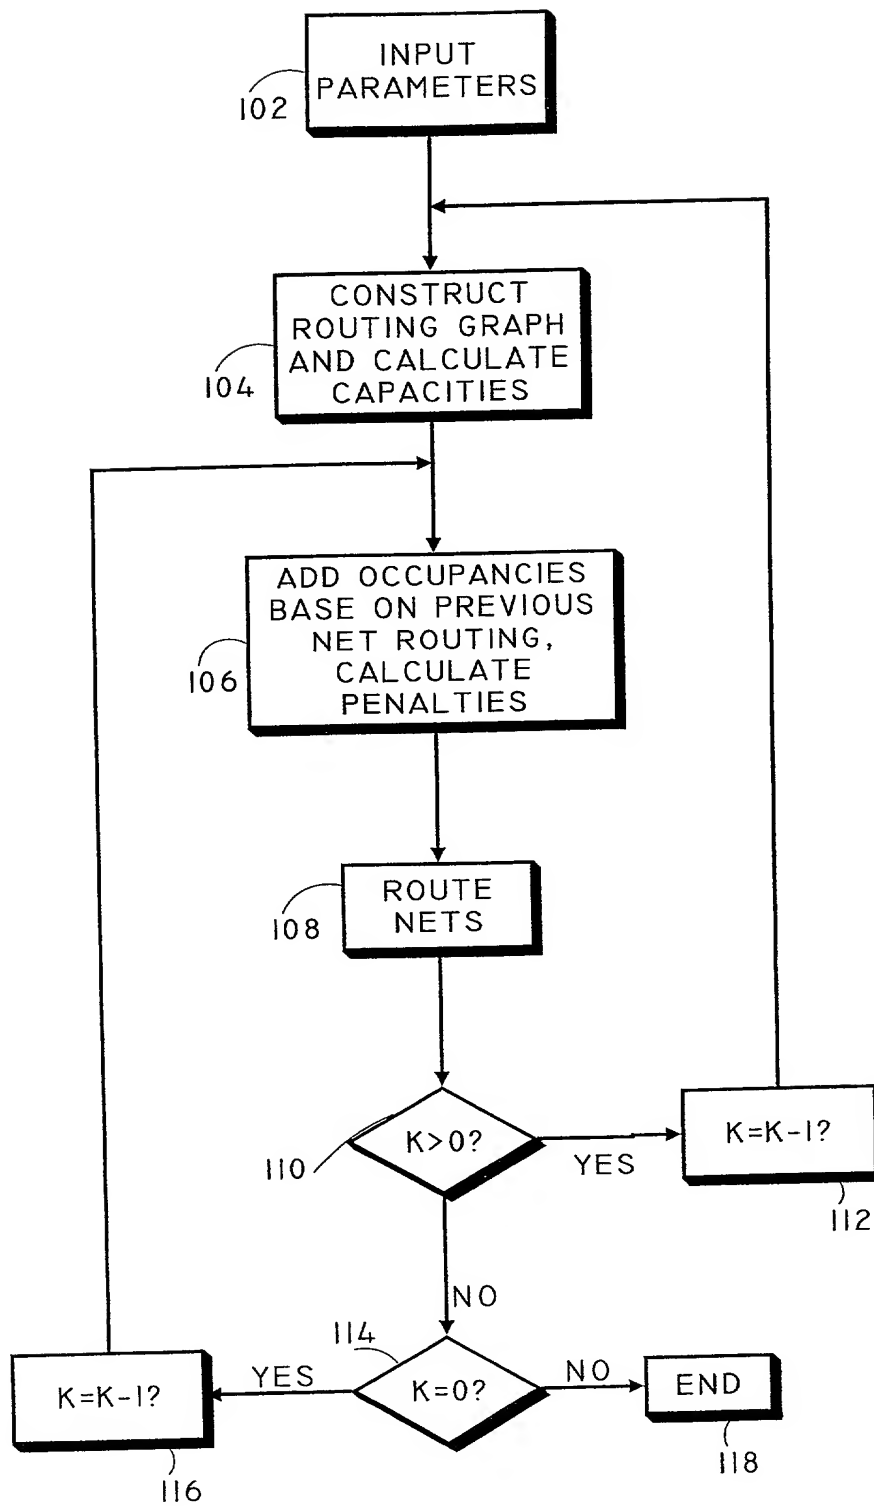 INPUT
PARAMETERS
102
CONSTRUCT
ROUTING GRAPH
AND CALCULATE
CAPACITIES
104
ADD OCCUPANCIES
BASE ON PREVIOUS
NET ROUTING,
CALCULATE
PENALTIES
106
ROUTE
NETS
108
K>0?
110
YES
K=K-1?
112
NO
114
K=0?
YES
K=K-1?
116
NO
END
118